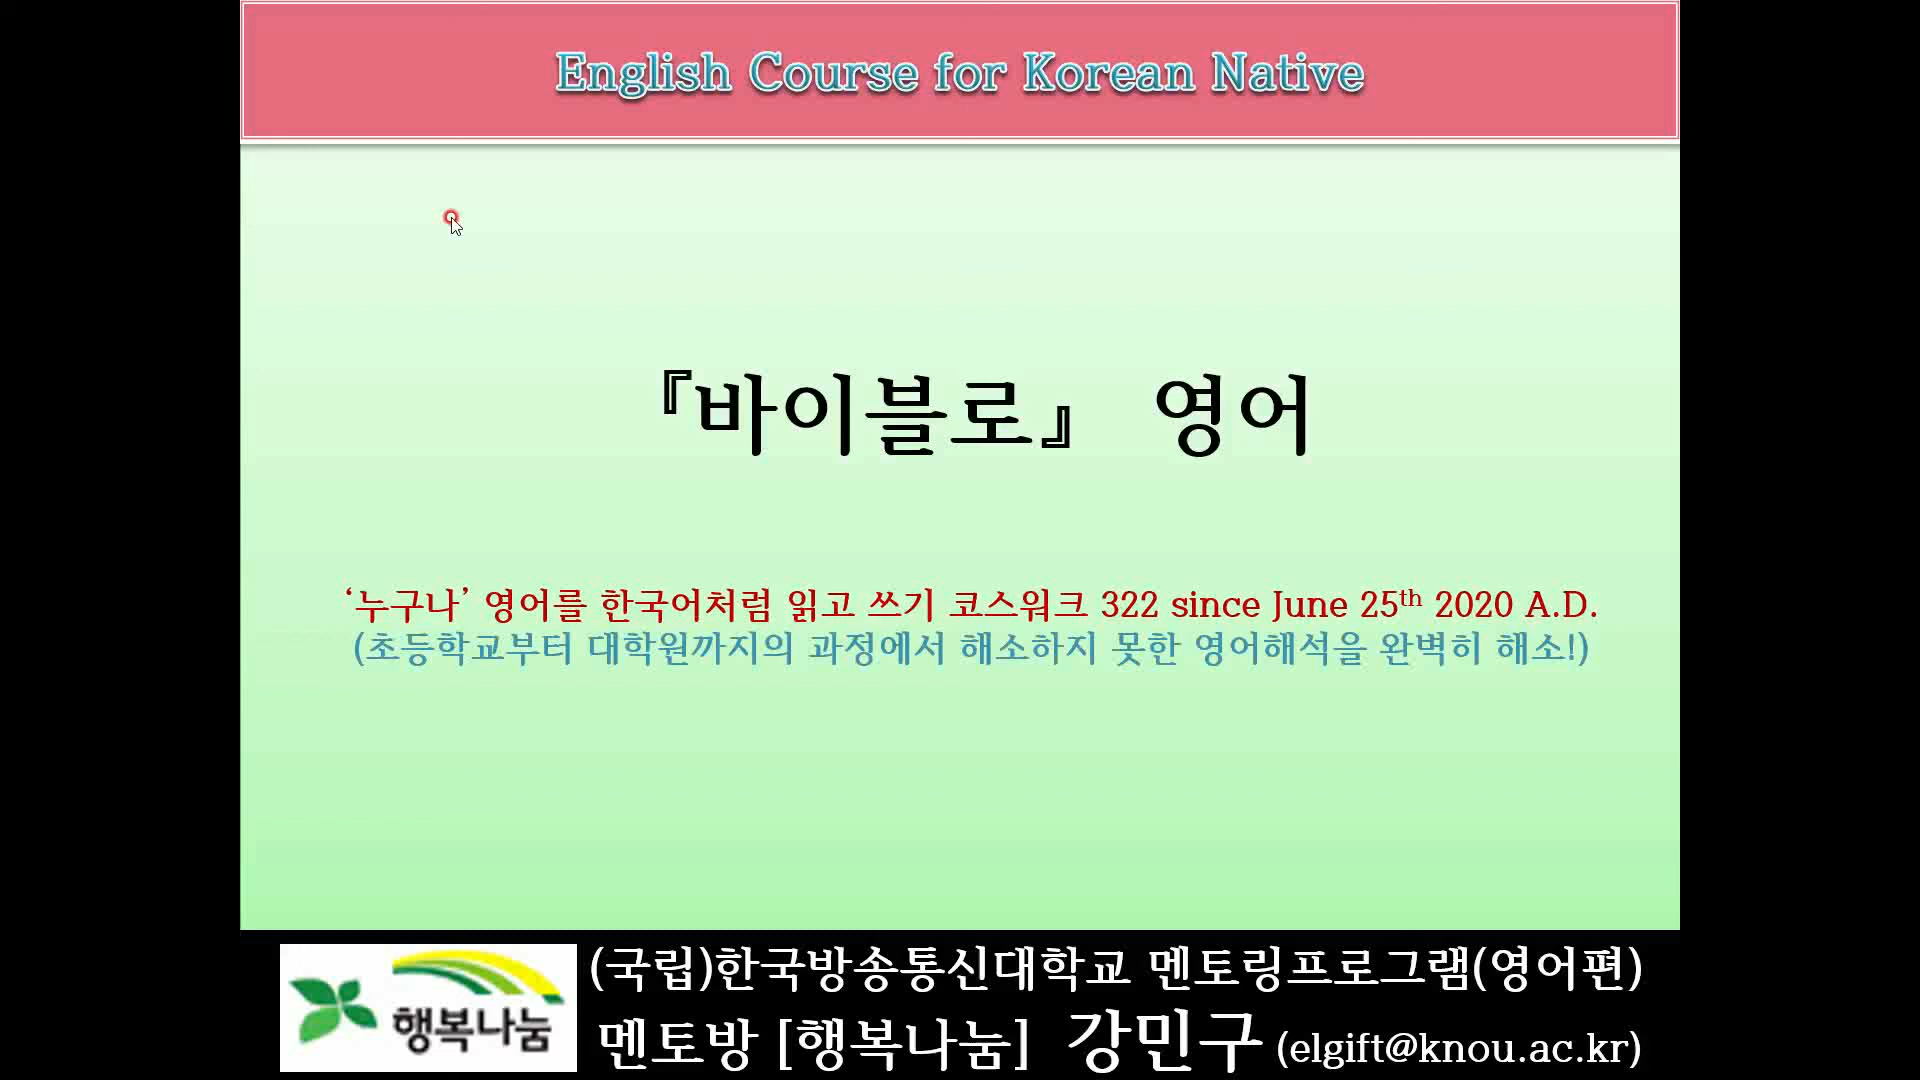 English Course for Korean Native
『바이블로』 영어
‘누구나’ 영어를 한국어처럼 읽고 쓰기 코스워크 322 since June 25th 2020 A.D.
(초등학교부터 대학원까지의 과정에서 해소하지 못한 영어해석을 완벽히 해소!)
행복나눔
(국립)한국방송통신대학교 멘토링프로그램(영어편)
멘토방 [행복나눔] 강민구 (elgift@knou.ac.kr)